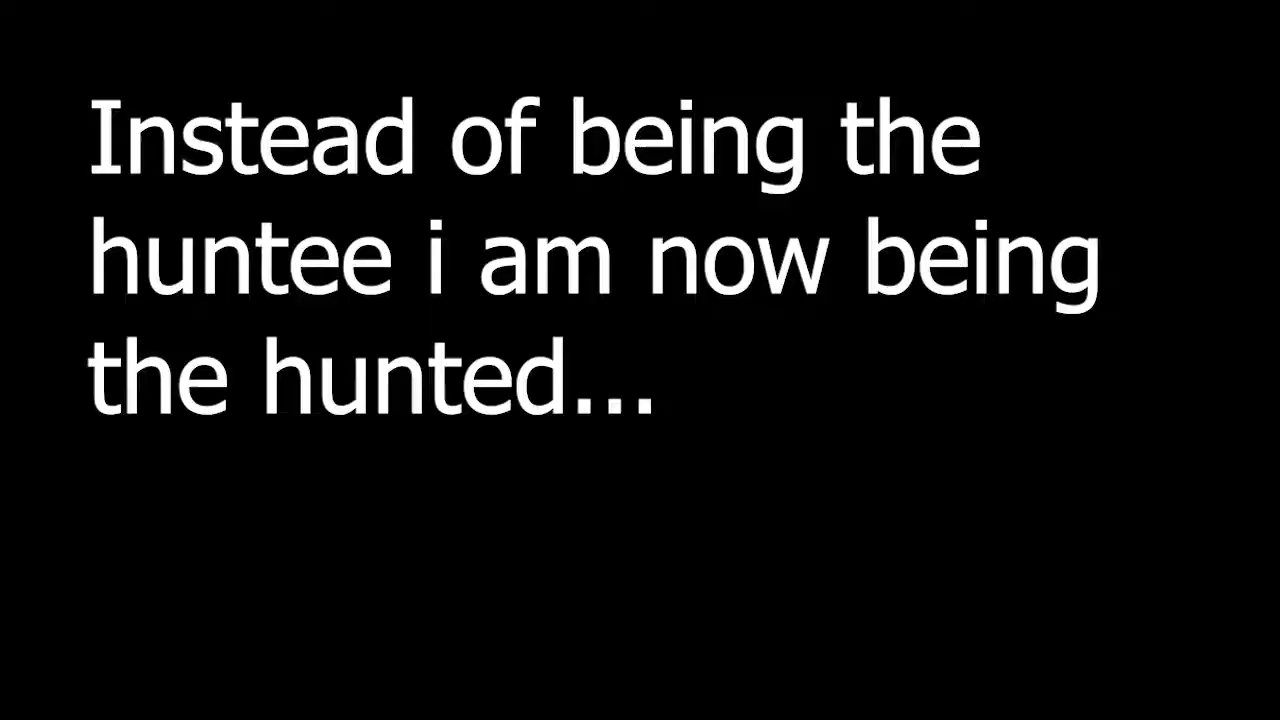 Instead of being the
huntee i am now being
the hunted...